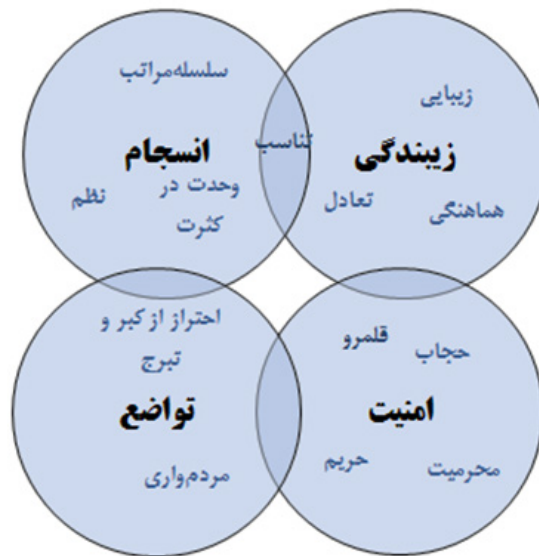 زیبایی
زیبندگی
تعادل
هماهنگی
تناسب
سلسله‌مراتب
انسجام
وحدت در
کثرت
نظم
قلمرو
حجاب
امنیت
حریم
محرمیت
احتراز از کبر و
تبرج
تواضع
مردم‌واری